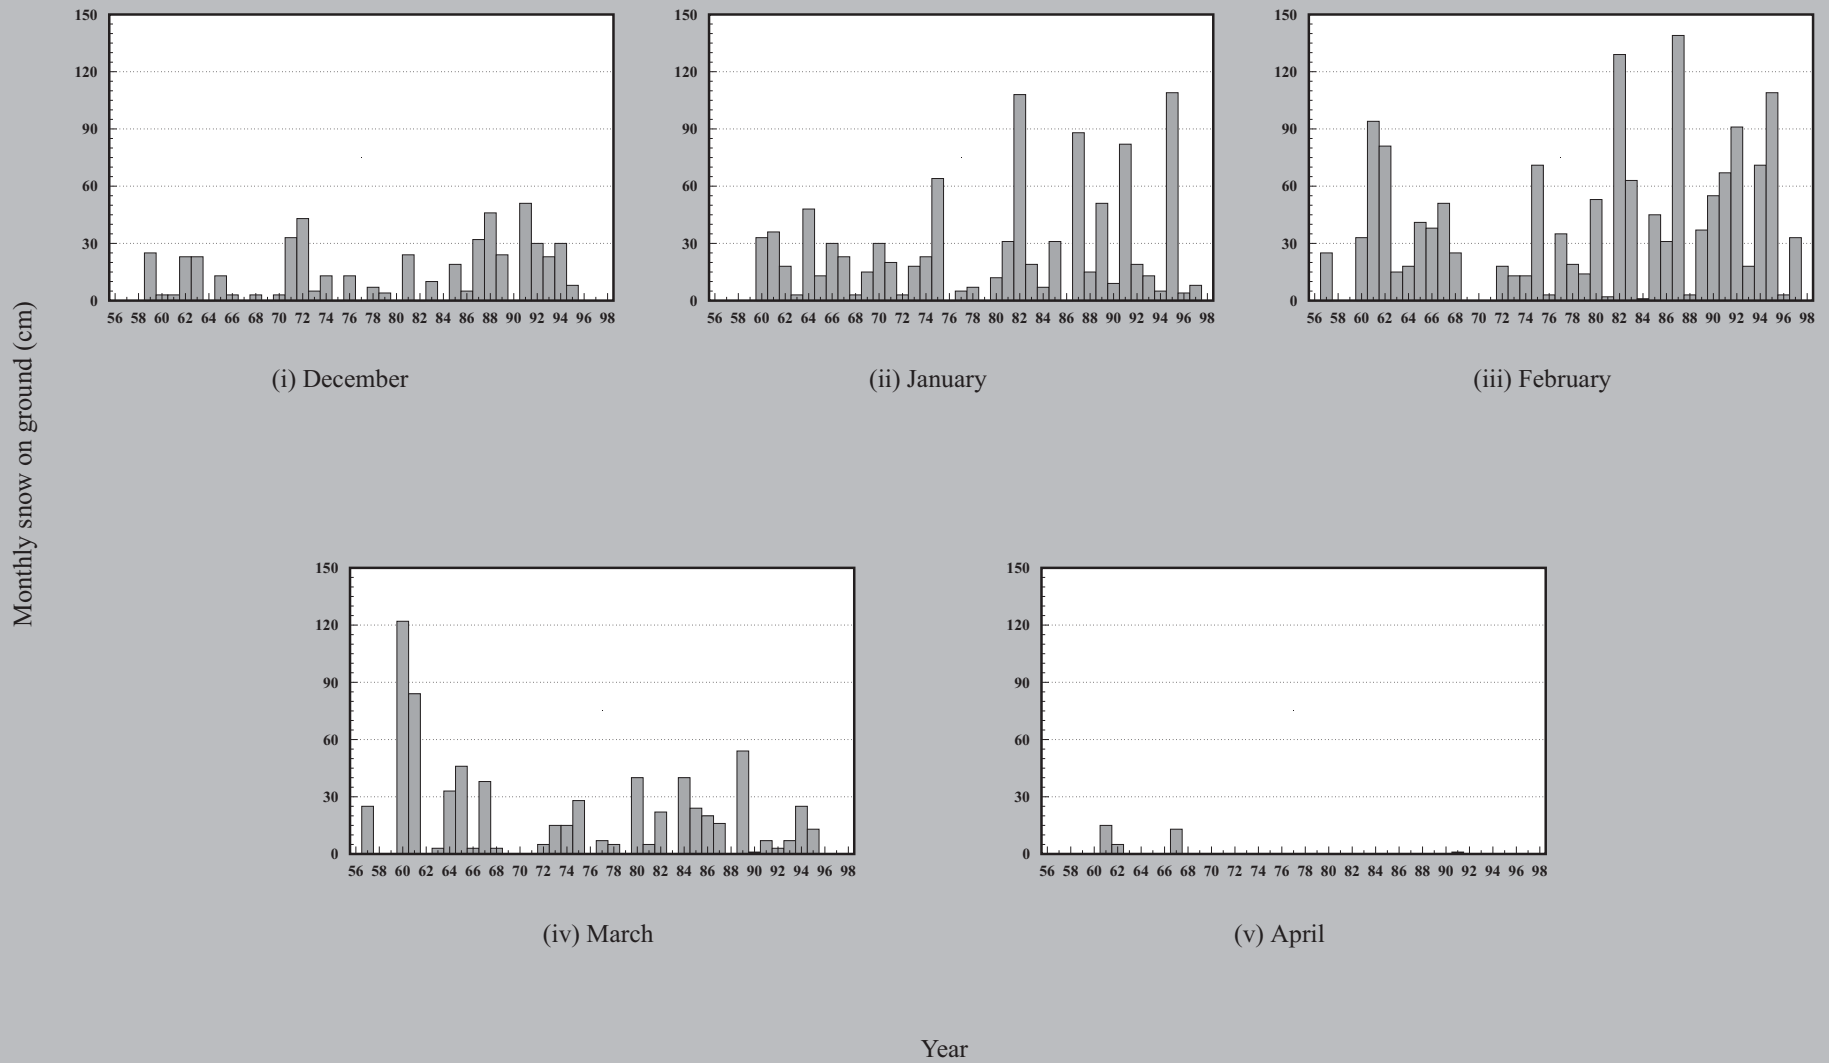 150 120 90 60 30 0
56 58 60 62 64 66 68 70 72 74 76 78 80 82 84 86 88 90 92 94 96 98
(i) December
150 120 90 60 30 0
56 58 60 62 64 66 68 70 72 74 76 78 80 82 84 86 88 90 92 94 96 98
(ii) January
150 120 90 60 30 0
56 58 60 62 64 66 68 70 72 74 76 78 80 82 84 86 88 90 92 94 96 98
(iii) February
Monthly snow on ground (cm)
150 120 90 60 30 0
56 58 60 62 64 66 68 70 72 74 76 78 80 82 84 86 88 90 92 94 96 98
(iv) March
150 120 90 60 30 0
56 58 60 62 64 66 68 70 72 74 76 78 80 82 84 86 88 90 92 94 96 98
(v) April
Year